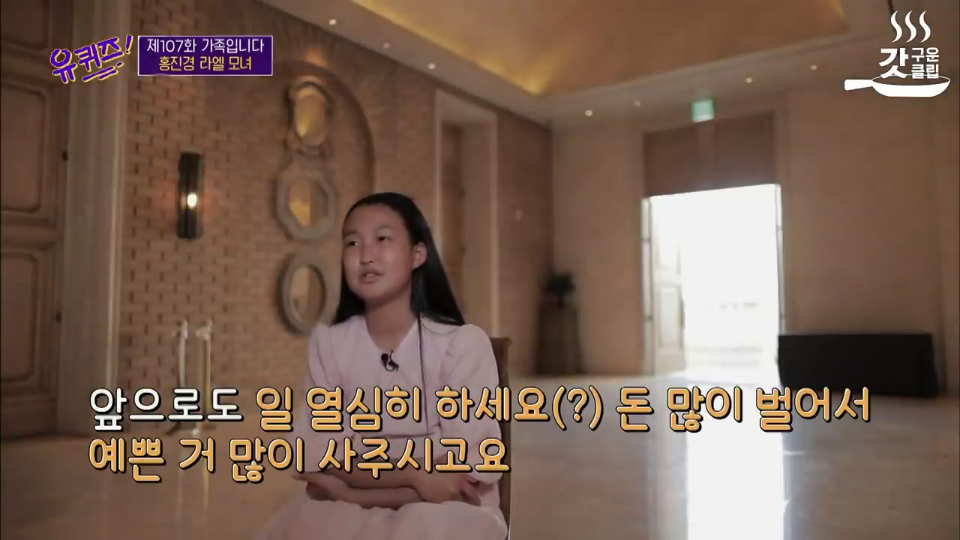 유퀴즈!
제107화 가족입니다
홍진경 라엘 모녀
갓구운
클립
앞으로도 일 열심히 하세요(?) 돈 많이 벌어서
예쁜 거 많이 사주시고요